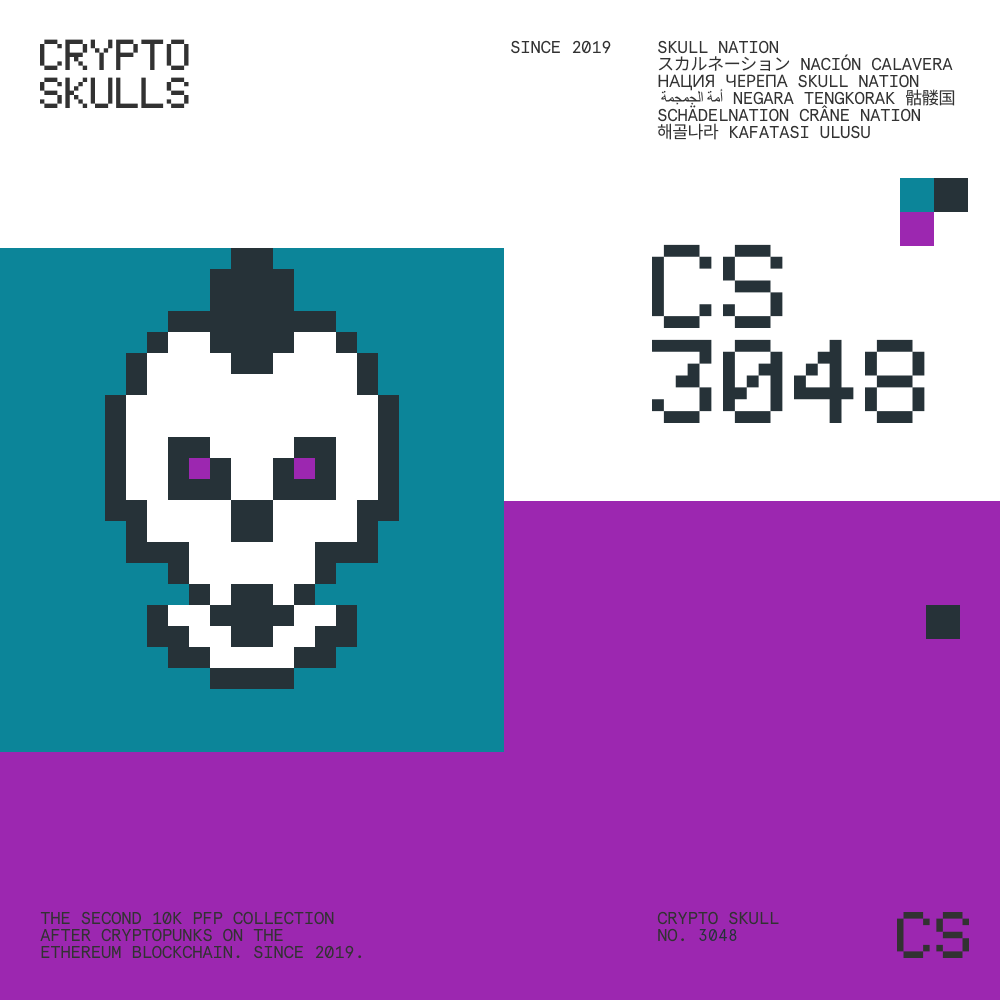 CRYPTO
SKULLS
SINCE 2019
SKULL NATION
スカルネーション NACIÓN CALAVERA
НАЦИЯ ЧЕРЕПА SKULL NATION
أمة الجمجمة NEGARA TENGKORAK 骷髅国
SCHÄDELNATION CRÂNE NATION
해골나라 KAFATASI ULUSU
CS
3048
THE SECOND 10K PFP COLLECTION
AFTER CRYPTOPUNKS ON THE
ETHEREUM BLOCKCHAIN. SINCE 2019.
CRYPTO SKULL
NO. 3048
CS